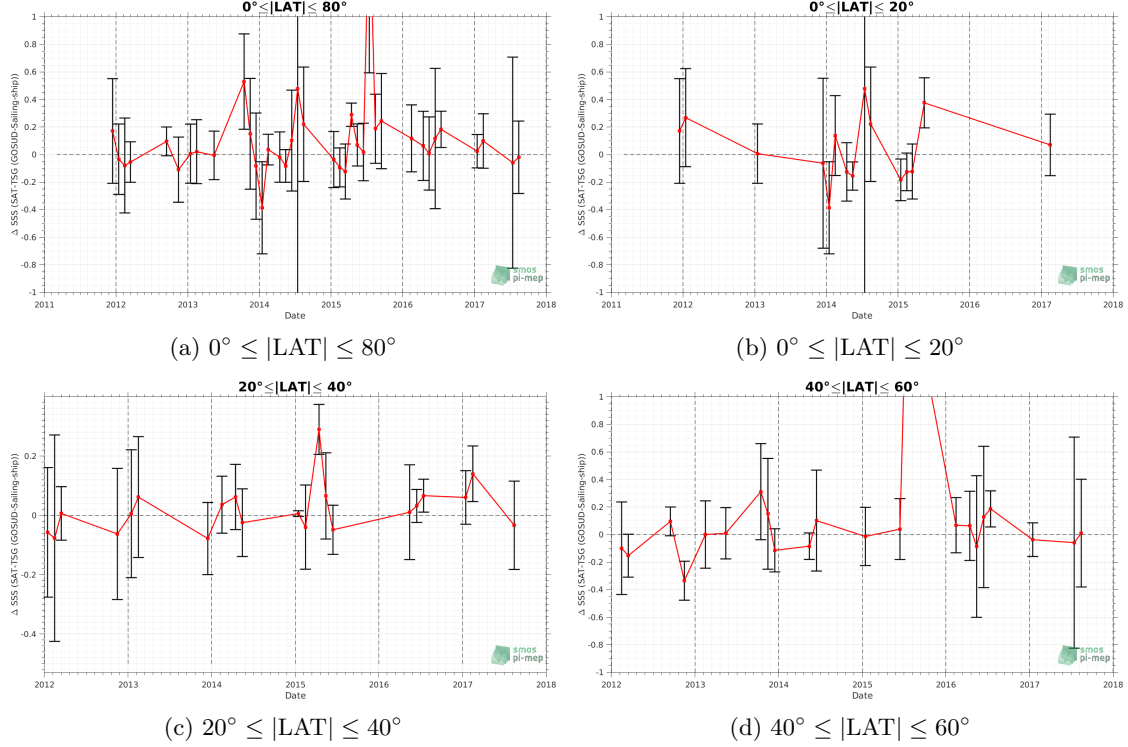 0°≤|LAT|≤ 80°
1
0.8
0.6
0.4
0.2
0
-0.2
-0.4
-0.6
-0.8
-1
Δ SSS (SAT-TSG (GOSUD-Sailing-ship))
2011 2012 2013 2014 2015 2016 2017 2018
Date
smos
pi-mep
(a) 0° ≤ |LAT| ≤ 80°
0°≤|LAT|≤ 20°
1
0.8
0.6
0.4
0.2
0
-0.2
-0.4
-0.6
-0.8
-1
Δ SSS (SAT-TSG (GOSUD-Sailing-ship))
2011 2012 2013 2014 2015 2016 2017 2018
Date
smos
pi-mep
(b) 0° ≤ |LAT| ≤ 20°
20°≤|LAT|≤ 40°
0.2
0
-0.2
-0.4
Δ SSS (SAT-TSG (GOSUD-Sailing-ship))
2012 2013 2014 2015 2016 2017 2018
Date
smos
pi-mep
(c) 20° ≤ |LAT| ≤ 40°
40°≤|LAT|≤ 60°
1
0.8
0.6
0.4
0.2
0
-0.2
-0.4
-0.6
-0.8
-1
Δ SSS (SAT-TSG (GOSUD-Sailing-ship))
2012 2013 2014 2015 2016 2017 2018
Date
smos
pi-mep
(d) 40° ≤ |LAT| ≤ 60°